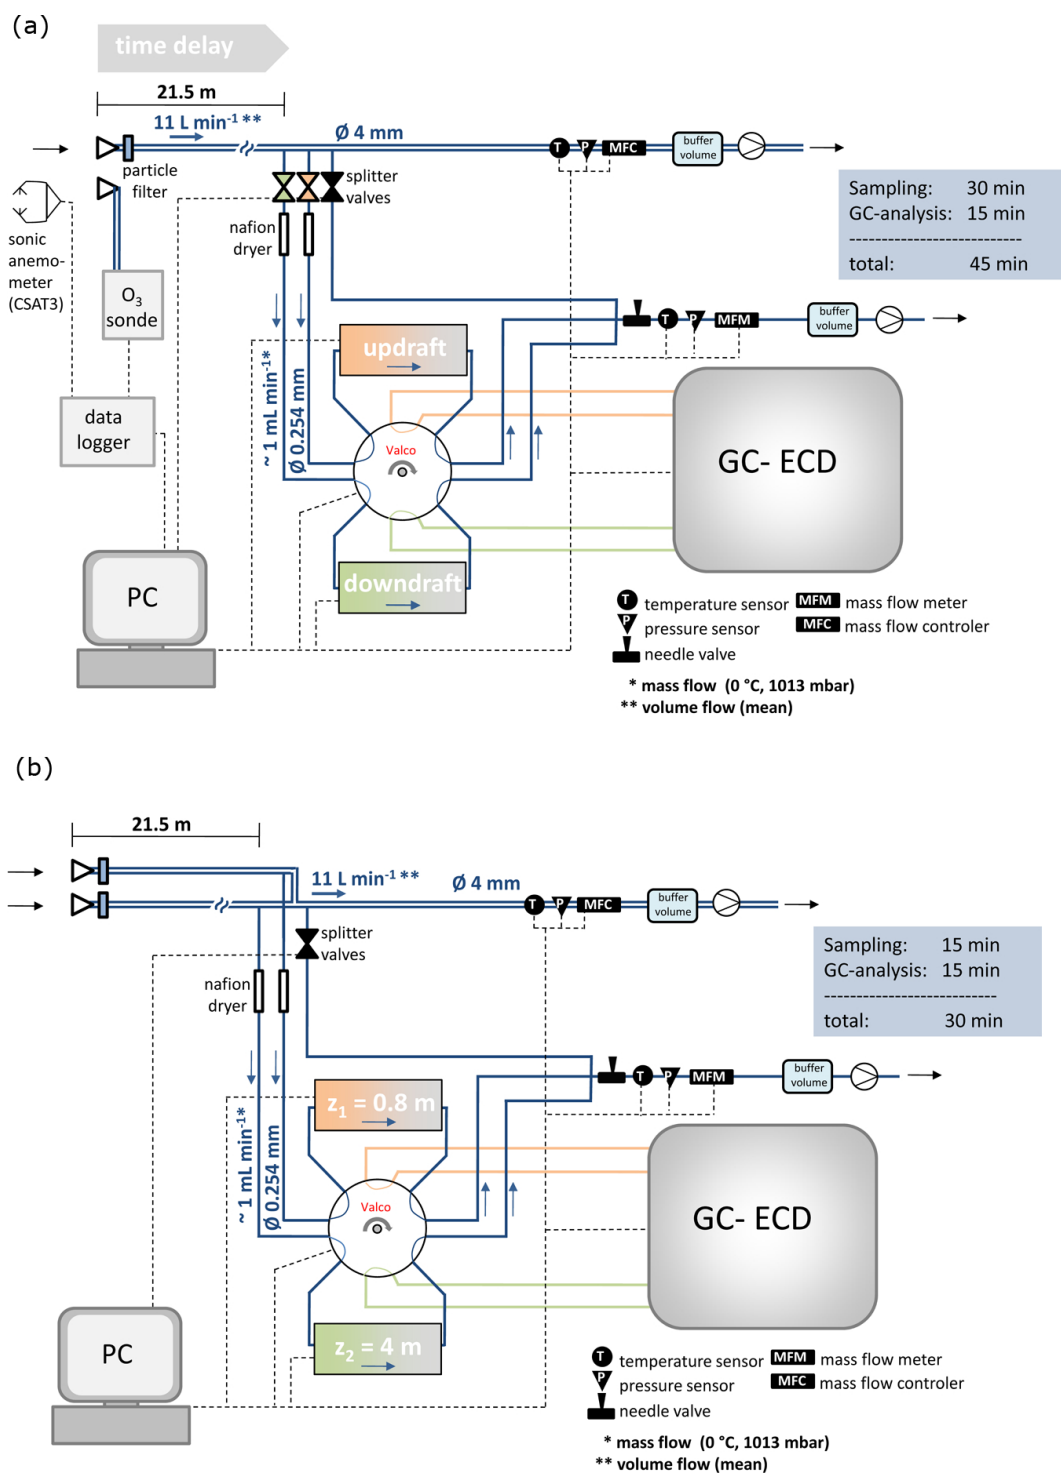 (a)
time delay
21.5 m
11 L min-1 **
Ø 4 mm
T
P
MFC
buffer
volume
particle
filter
splitter
valves
Sampling: 30 min
GC-analysis: 15 min
---------------------------
total: 45 min
sonic
anemo-
meter
(CSAT3)
nafion
dryer
O3
sonde
T
P
MFM
buffer
volume
updraft
~ 1 mL min-1*
Ø 0.254 mm
data
logger
Valco
GC- ECD
downdraft
PC
T temperature sensor MFM mass flow meter
P pressure sensor MFC mass flow controler
needle valve
* mass flow (0 °C, 1013 mbar)
** volume flow (mean)
(b)
21.5 m
11 L min-1 **
Ø 4 mm
T
P
MFC
buffer
volume
splitter
valves
Sampling: 15 min
GC-analysis: 15 min
---------------------------
total: 30 min
nafion
dryer
T
P
MFM
buffer
volume
z1 = 0.8 m
~ 1 mL min-1*
Ø 0.254 mm
Valco
GC- ECD
z2 = 4 m
PC
T temperature sensor MFM mass flow meter
P pressure sensor MFC mass flow controler
needle valve
* mass flow (0 °C, 1013 mbar)
** volume flow (mean)